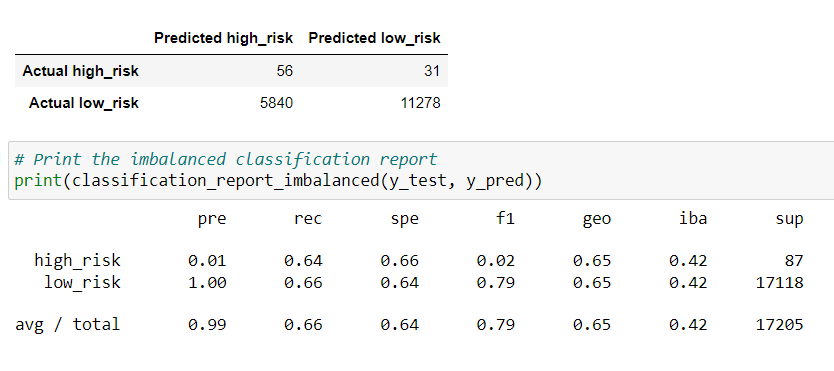 Predicted high_risk Predicted low_risk
Actual high_risk 56 31
Actual low_risk 5840 11278
# Print the imbalanced classification report
print(classification_report_imbalanced(y_test, y_pred))
pre rec spe f1 geo iba sup
high_risk 0.01 0.64 0.66 0.02 0.65 0.42 87
low_risk 1.00 0.66 0.64 0.79 0.65 0.42 17118
avg / total 0.99 0.66 0.64 0.79 0.65 0.42 17205